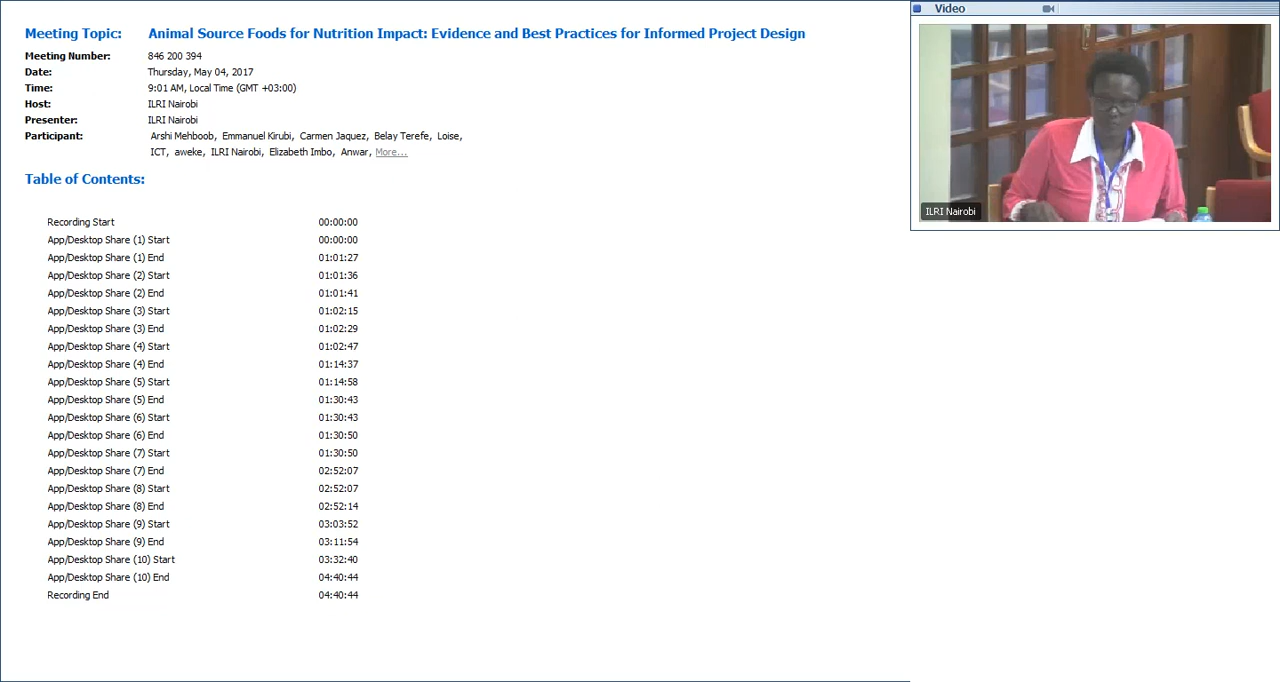 Meeting Topic: Animal Source Foods for Nutrition Impact: Evidence and Best Practices for Informed Project Design
Meeting Number: 846 200 394
Date: Thursday, May 04, 2017
Time: 9:01 AM, Local Time (GMT +03:00)
Host: ILRI Nairobi
Presenter: ILRI Nairobi
Participant: Arshi Mehboob, Emmanuel Kirubi, Carmen Jaquez, Belay Terefe, Loise,
ICT, aweke, ILRI Nairobi, Elizabeth Imbo, Anwar, More...
Table of Contents:
Recording Start 00:00:00
App/Desktop Share (1) Start 00:00:00
App/Desktop Share (1) End 01:01:27
App/Desktop Share (2) Start 01:01:36
App/Desktop Share (2) End 01:01:41
App/Desktop Share (3) Start 01:02:15
App/Desktop Share (3) End 01:02:29
App/Desktop Share (4) Start 01:02:47
App/Desktop Share (4) End 01:14:37
App/Desktop Share (5) Start 01:14:58
App/Desktop Share (5) End 01:30:43
App/Desktop Share (6) Start 01:30:43
App/Desktop Share (6) End 01:30:50
App/Desktop Share (7) Start 01:30:50
App/Desktop Share (7) End 02:52:07
App/Desktop Share (8) Start 02:52:07
App/Desktop Share (8) End 02:52:14
App/Desktop Share (9) Start 03:03:52
App/Desktop Share (9) End 03:11:54
App/Desktop Share (10) Start 03:32:40
App/Desktop Share (10) End 04:40:44
Recording End 04:40:44
Video
ILRI Nairobi